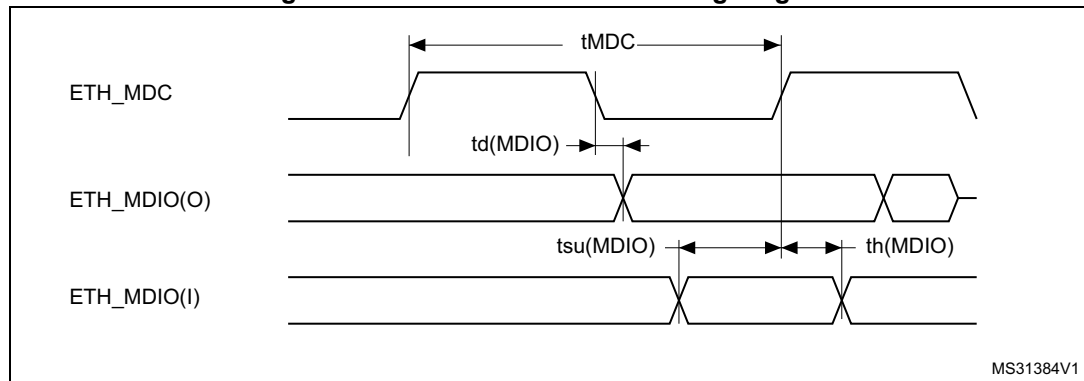 tMDC
ETH_MDC
td(MDIO)
ETH_MDIO(O)
tsu(MDIO) th(MDIO)
ETH_MDIO(I)
MS31384V1